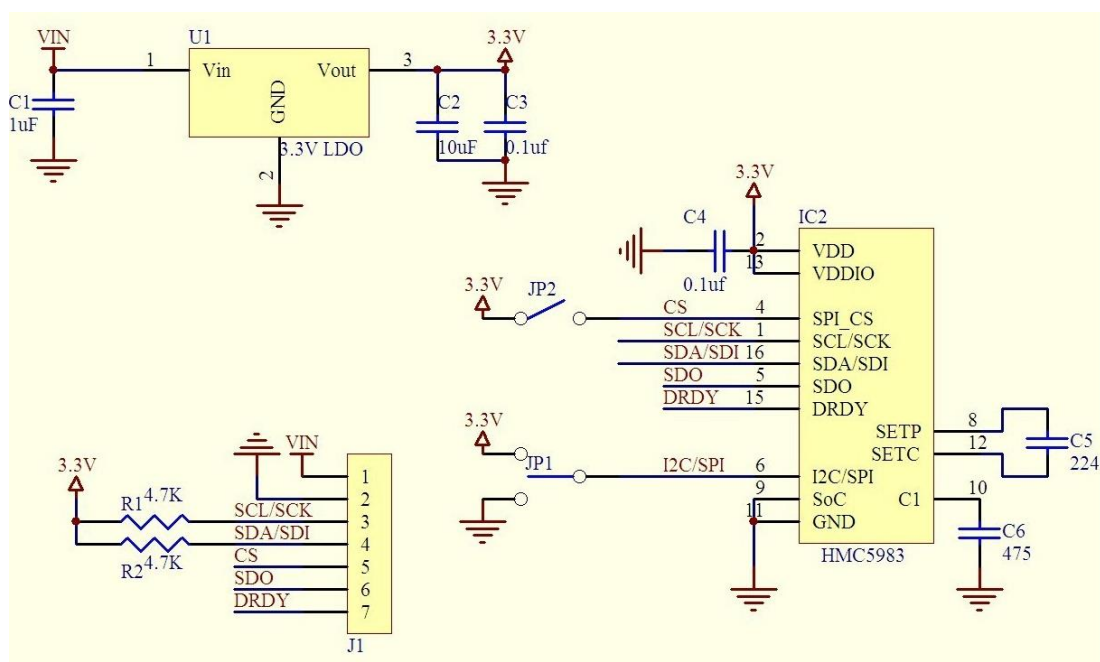 VIN
U1
3.3V
1
Vin
Vout
3
GND
C1
1uF
C2
10uF
C3
0.1uf
3.3V LDO
2
3.3V
C4
IC2
2
VDD
13
VDDIO
0.1uf
3.3V
JP2
CS
4
SPI_CS
SCL/SCK
1
SCL/SCK
SDA/SDI
16
SDA/SDI
SDO
5
SDO
DRDY
15
DRDY
3.3V
JP1
I2C/SPI
6
I2C/SPI
9
SoC
11
GND
HMC5983
SETP
8
SETC
12
C5
224
C1
10
C6
475
3.3V
VIN
1
2
R1
4.7K
SCL/SCK
3
R2
4.7K
SDA/SDI
4
CS
5
SDO
6
DRDY
7
J1